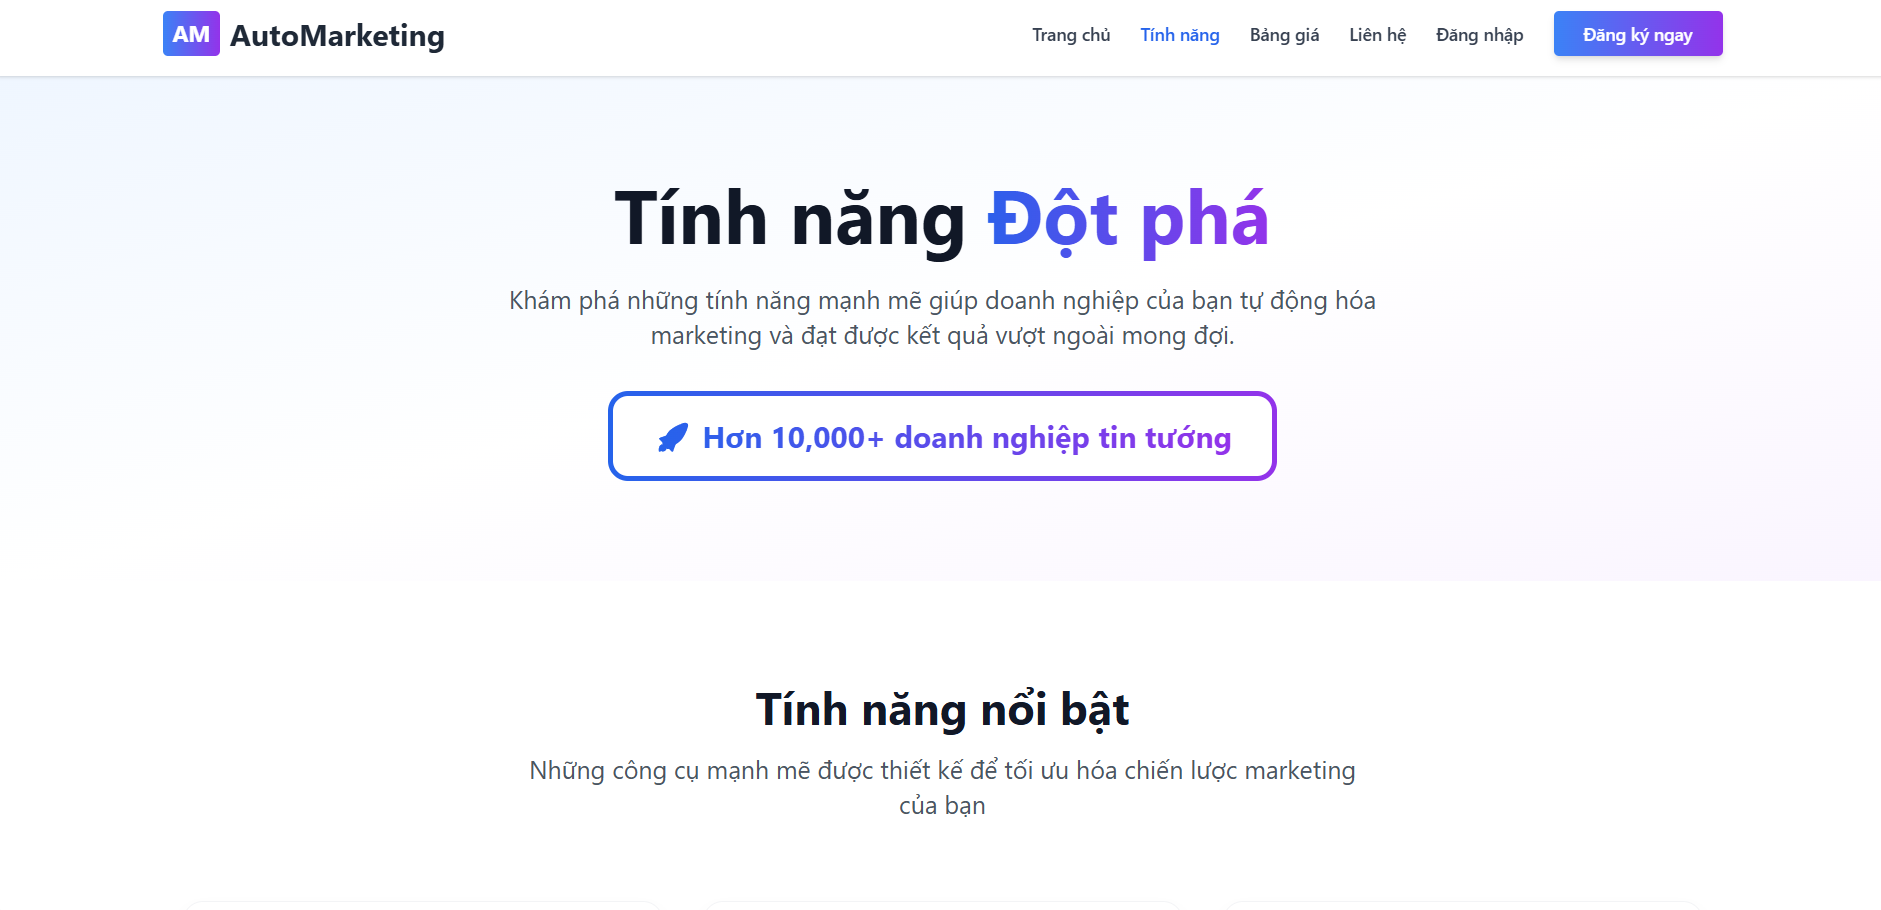 AM AutoMarketing
Trang chủ Tính năng Bảng giá Liên hệ Đăng nhập Đăng ký ngay
Tính năng Đột phá
Khám phá những tính năng mạnh mẽ giúp doanh nghiệp của bạn tự động hóa
marketing và đạt được kết quả vượt ngoài mong đợi.
Hơn 10,000+ doanh nghiệp tin tướng
Tính năng nổi bật
Những công cụ mạnh mẽ được thiết kế để tối ưu hóa chiến lược marketing
của bạn